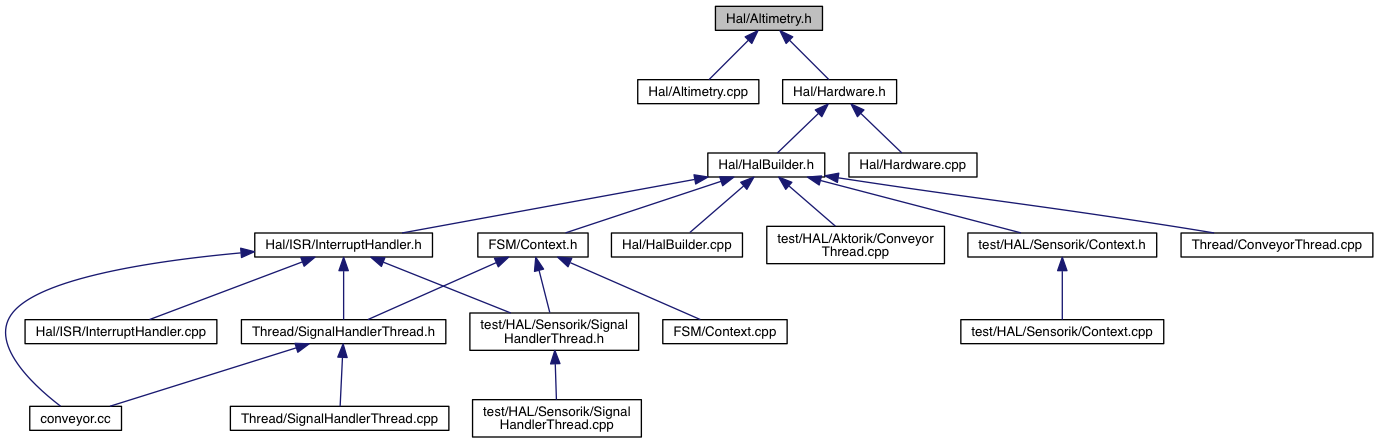 Hal/Altimetry.h
Hal/Altimetry.cpp
Hal/Hardware.h
Hal/HalBuilder.h
Hal/Hardware.cpp
Hal/ISR/InterruptHandler.h
FSM/Context.h
Hal/HalBuilder.cpp
test/HAL/Aktorik/Conveyor
Thread.cpp
test/HAL/Sensorik/Context.h
Thread/ConveyorThread.cpp
Hal/ISR/InterruptHandler.cpp
Thread/SignalHandlerThread.h
test/HAL/Sensorik/Signal
HandlerThread.h
FSM/Context.cpp
test/HAL/Sensorik/Context.cpp
conveyor.cc
Thread/SignalHandlerThread.cpp
test/HAL/Sensorik/Signal
HandlerThread.cpp